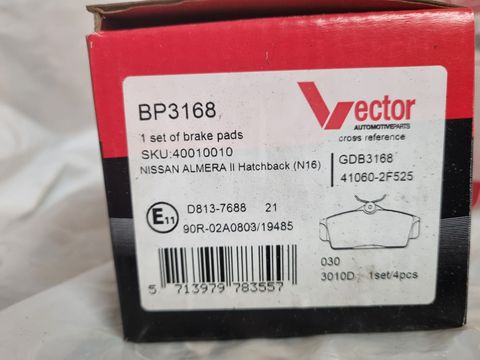 BP3168
1 set of brake pads
SKU:40010010
NISSAN ALMERA II Hatchback (N16)
Vector
AUTOMOTIVEPARTS
cross reference
GDB3168
41060-2F525
E11
D813-7688 21
90R-02A0803/19485
030
3010D 1set/4pcs
5 713979 783557